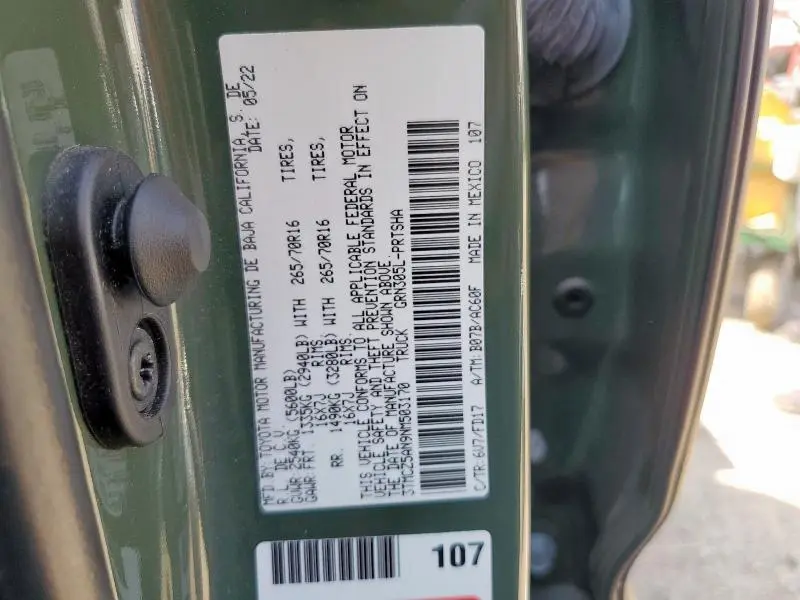 MFD BY:TOYOTA MOTOR MANUFACTURING DE BAJA CALIFORNIA, S. DE
R.L. DE C.V. DATE: 05/22
GVWR 2540KG (5600LB)
GAWR FRT. 1335KG (2940LB) WITH 265/70R16 TIRES,
16X7J RIMS
RR. 1490KG (3280LB) WITH 265/70R16 TIRES,
16X7J RIMS.
THIS VEHICLE CONFORMS TO ALL APPLICABLE FEDERAL MOTOR
VEHICLE SAFETY AND THEFT PREVENTION STANDARDS IN EFFECT ON
THE DATE OF MANUFACTURE SHOWN ABOVE.
3TMCZ5AN9NM503170 TRUCK GRN305L-PRTSHA
C/TR: 6V7/FD17 A/TM: B07B/AC60F MADE IN MEXICO 107
107